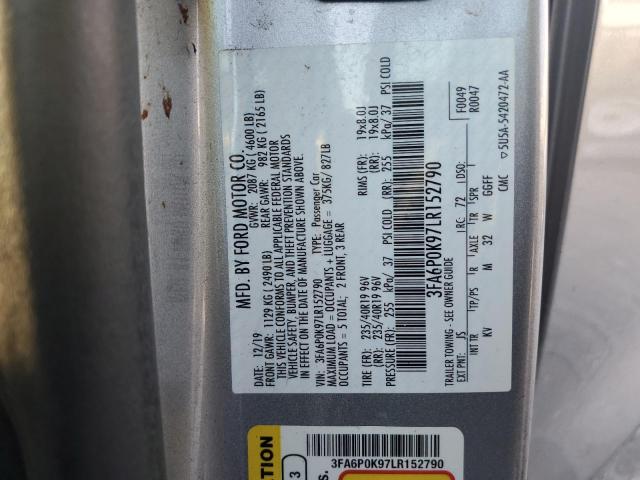 MFD. BY FORD MOTOR CO.
DATE: 12/19 GVWR: 2087 KG ( 4600 LB)
FRONT GAWR: 1129 KG ( 2490LB) REAR GAWR: 982 KG ( 2165 LB)
THIS VEHICLE CONFORMS TO ALL APPLICABLE FEDERAL MOTOR
VEHICLE SAFETY, BUMPER, AND THEFT PREVENTION STANDARDS
IN EFFECT ON THE DATE OF MANUFACTURE SHOWN ABOVE.
VIN: 3FA6P0K97LR152790 TYPE: Passenger Car
MAXIMUM LOAD = OCCUPANTS + LUGGAGE = 375KG/ 827LB
OCCUPANTS = 5 TOTAL: 2 FRONT, 3 REAR
TIRE (FR): 235/40R19 96V RIMS (FR): 19x8.0J
(RR): 235/40R19 96V (RR): 19x8.0J
PRESSURE (FR): 255 kPa/ 37 PSI COLD (RR): 255 kPa/ 37 PSI COLD
3FA6P0K97LR152790
TRAILER TOWING - SEE OWNER GUIDE F0049
EXT PNT: JS RC: 72 DSO: R0047
INT TR TP/PS R AXLE TR SPR
KV M 32 W GGFF
CMC 5U5A-5420472-AA
3FA6P0K97LR152790